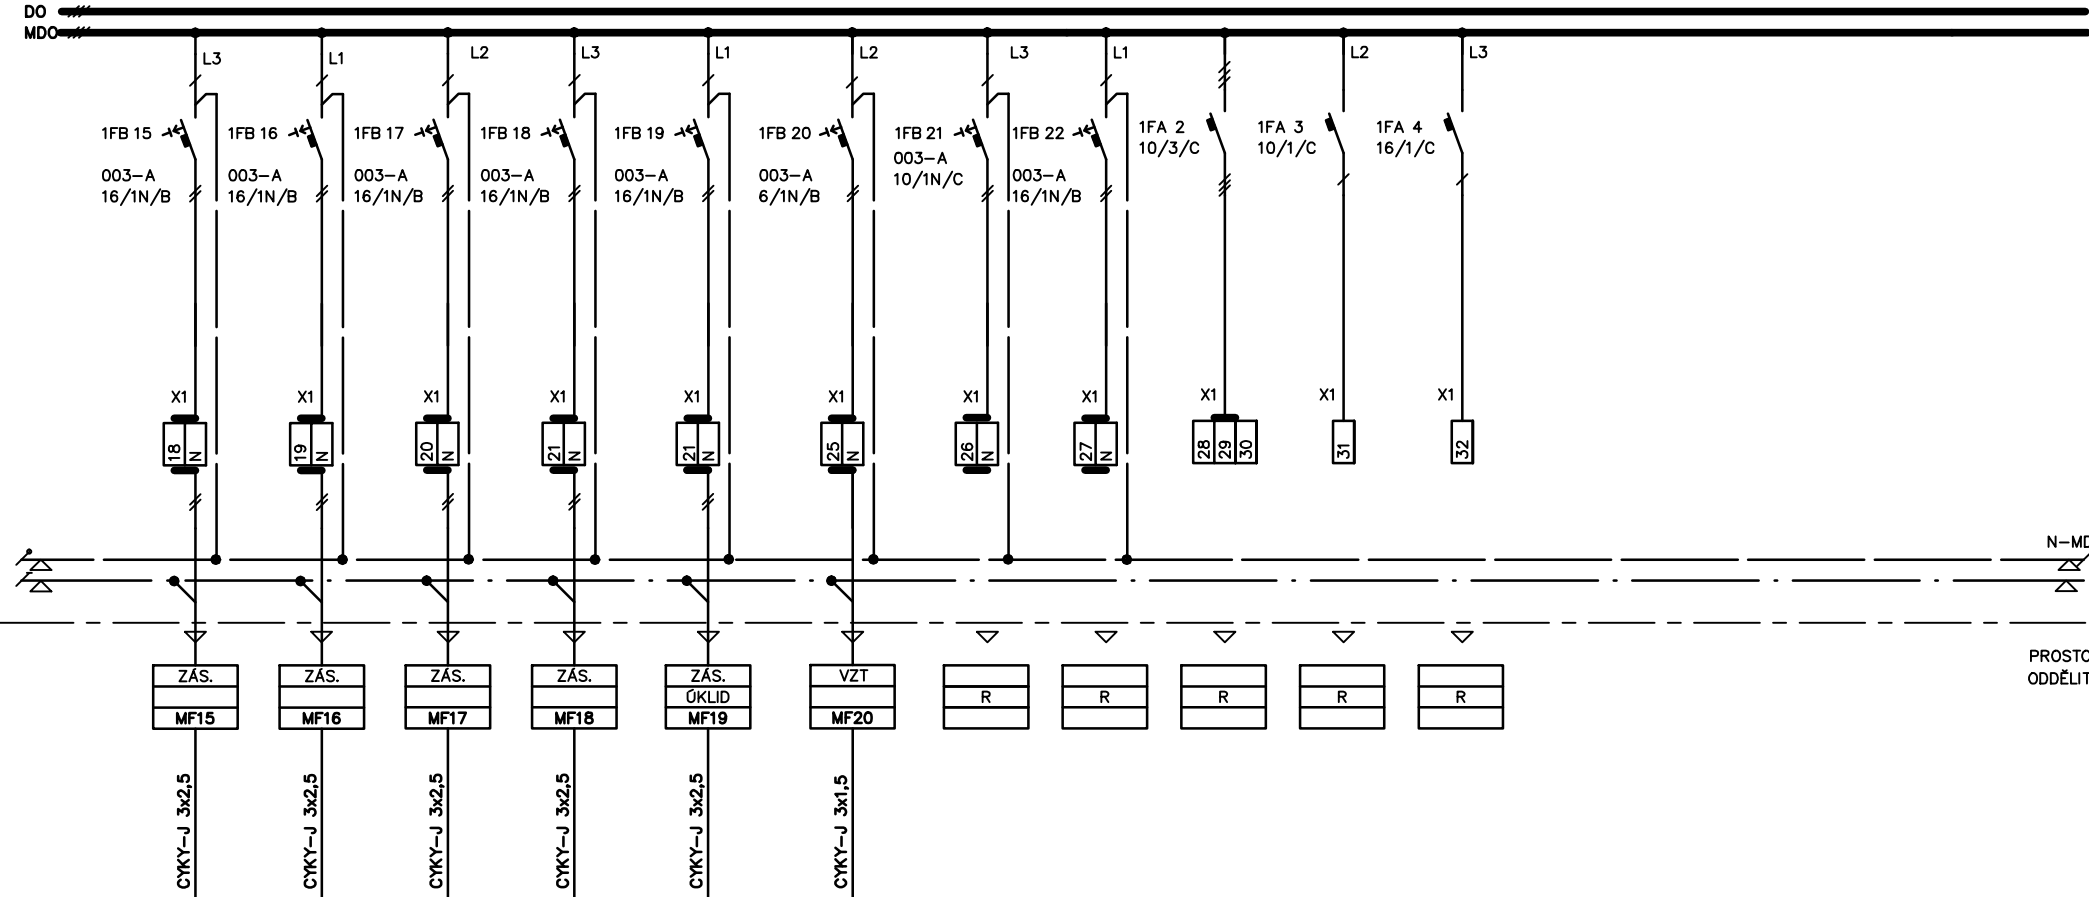 DO
MDO
L3
L1
L2
L3
L1
L2
L3
L1
L2
L3
1FB 15
003-A
16/1N/B
1FB 16
003-A
16/1N/B
1FB 17
003-A
16/1N/B
1FB 18
003-A
16/1N/B
1FB 19
003-A
16/1N/B
1FB 20
003-A
6/1N/B
1FB 21
003-A
10/1N/C
1FB 22
003-A
16/1N/B
1FA 2
10/3/C
1FA 3
10/1/C
1FA 4
16/1/C
X1
X1
X1
X1
X1
X1
X1
X1
X1
X1
X1
18
N
19
N
20
N
21
N
21
N
25
N
26
N
27
N
28
29
30
31
32
N-MD
PROSTO
ODDĚLIT
ZÁS.
MF15
ZÁS.
MF16
ZÁS.
MF17
ZÁS.
MF18
ZÁS.
ÚKLID
MF19
VZT
MF20
R
R
R
R
R
CYKY-J 3x2,5
CYKY-J 3x2,5
CYKY-J 3x2,5
CYKY-J 3x2,5
CYKY-J 3x2,5
CYKY-J 3x1,5